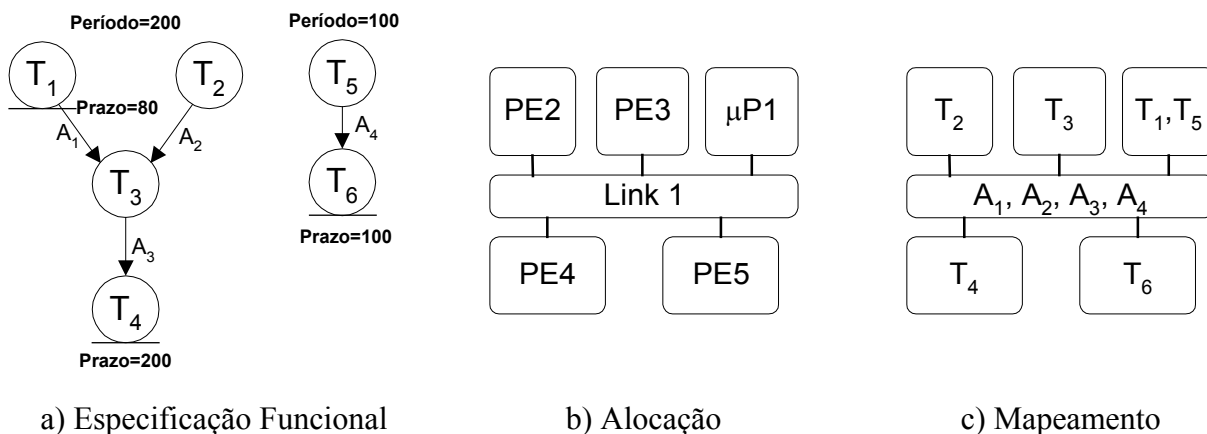 Período=200
Período=100
T1
T2
T5
Prazo=80
A1
A2
A4
T3
T6
Prazo=100
A3
T4
Prazo=200
PE2
PE3
μP1
Link 1
PE4
PE5
T2
T3
T1,T5
A1, A2, A3, A4
T4
T6
a) Especificação Funcional
b) Alocação
c) Mapeamento